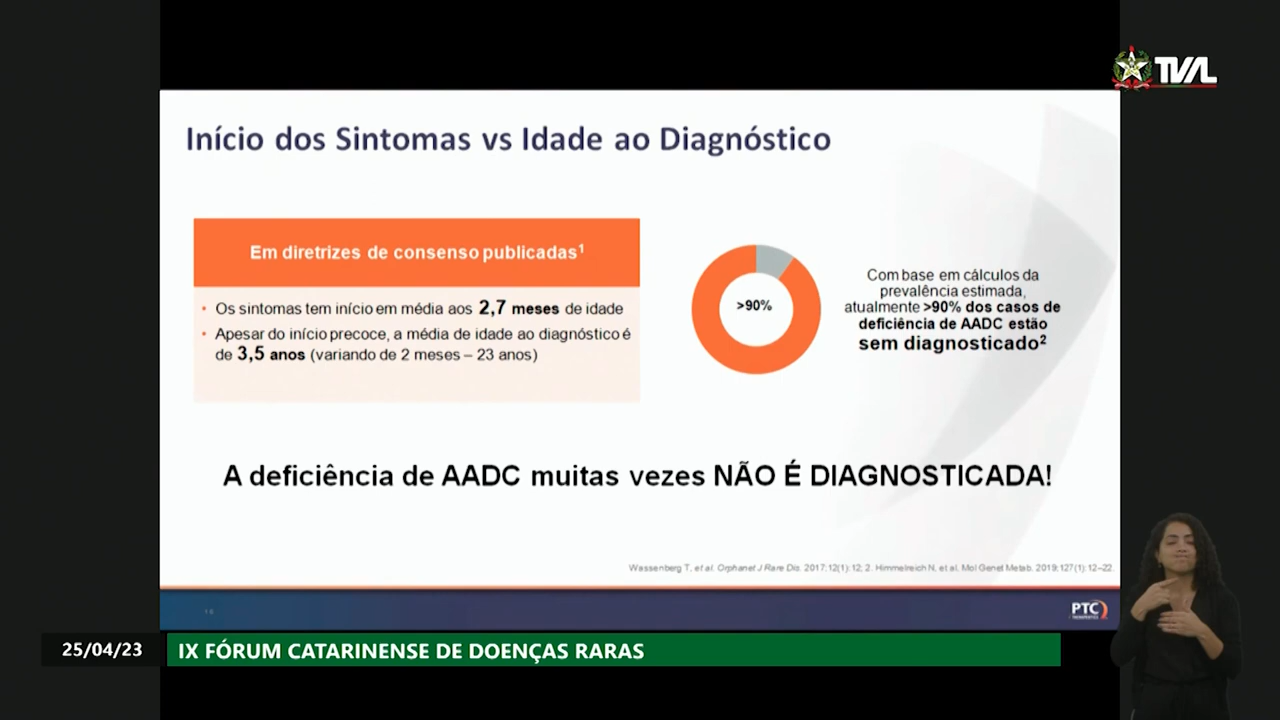 TVAL
Início dos Sintomas vs Idade ao Diagnóstico
Em diretrizes de consenso publicadas¹
• Os sintomas tem início em média aos 2,7 meses de idade
• Apesar do início precoce, a média de idade ao diagnóstico é
de 3,5 anos (variando de 2 meses – 23 anos)
>90%
Com base em cálculos da
prevalência estimada,
atualmente >90% dos casos de
deficiência de AADC estão
sem diagnosticado²
A deficiência de AADC muitas vezes NÃO É DIAGNOSTICADA!
Wassenberg T, et al. Orphanet J Rare Dis. 2017;12(1):12, 2. Himmelreich N, et al. Mol Genet Metab. 2019;127(1):12–22.
PTC
25/04/23
IX FÓRUM CATARINENSE DE DOENÇAS RARAS